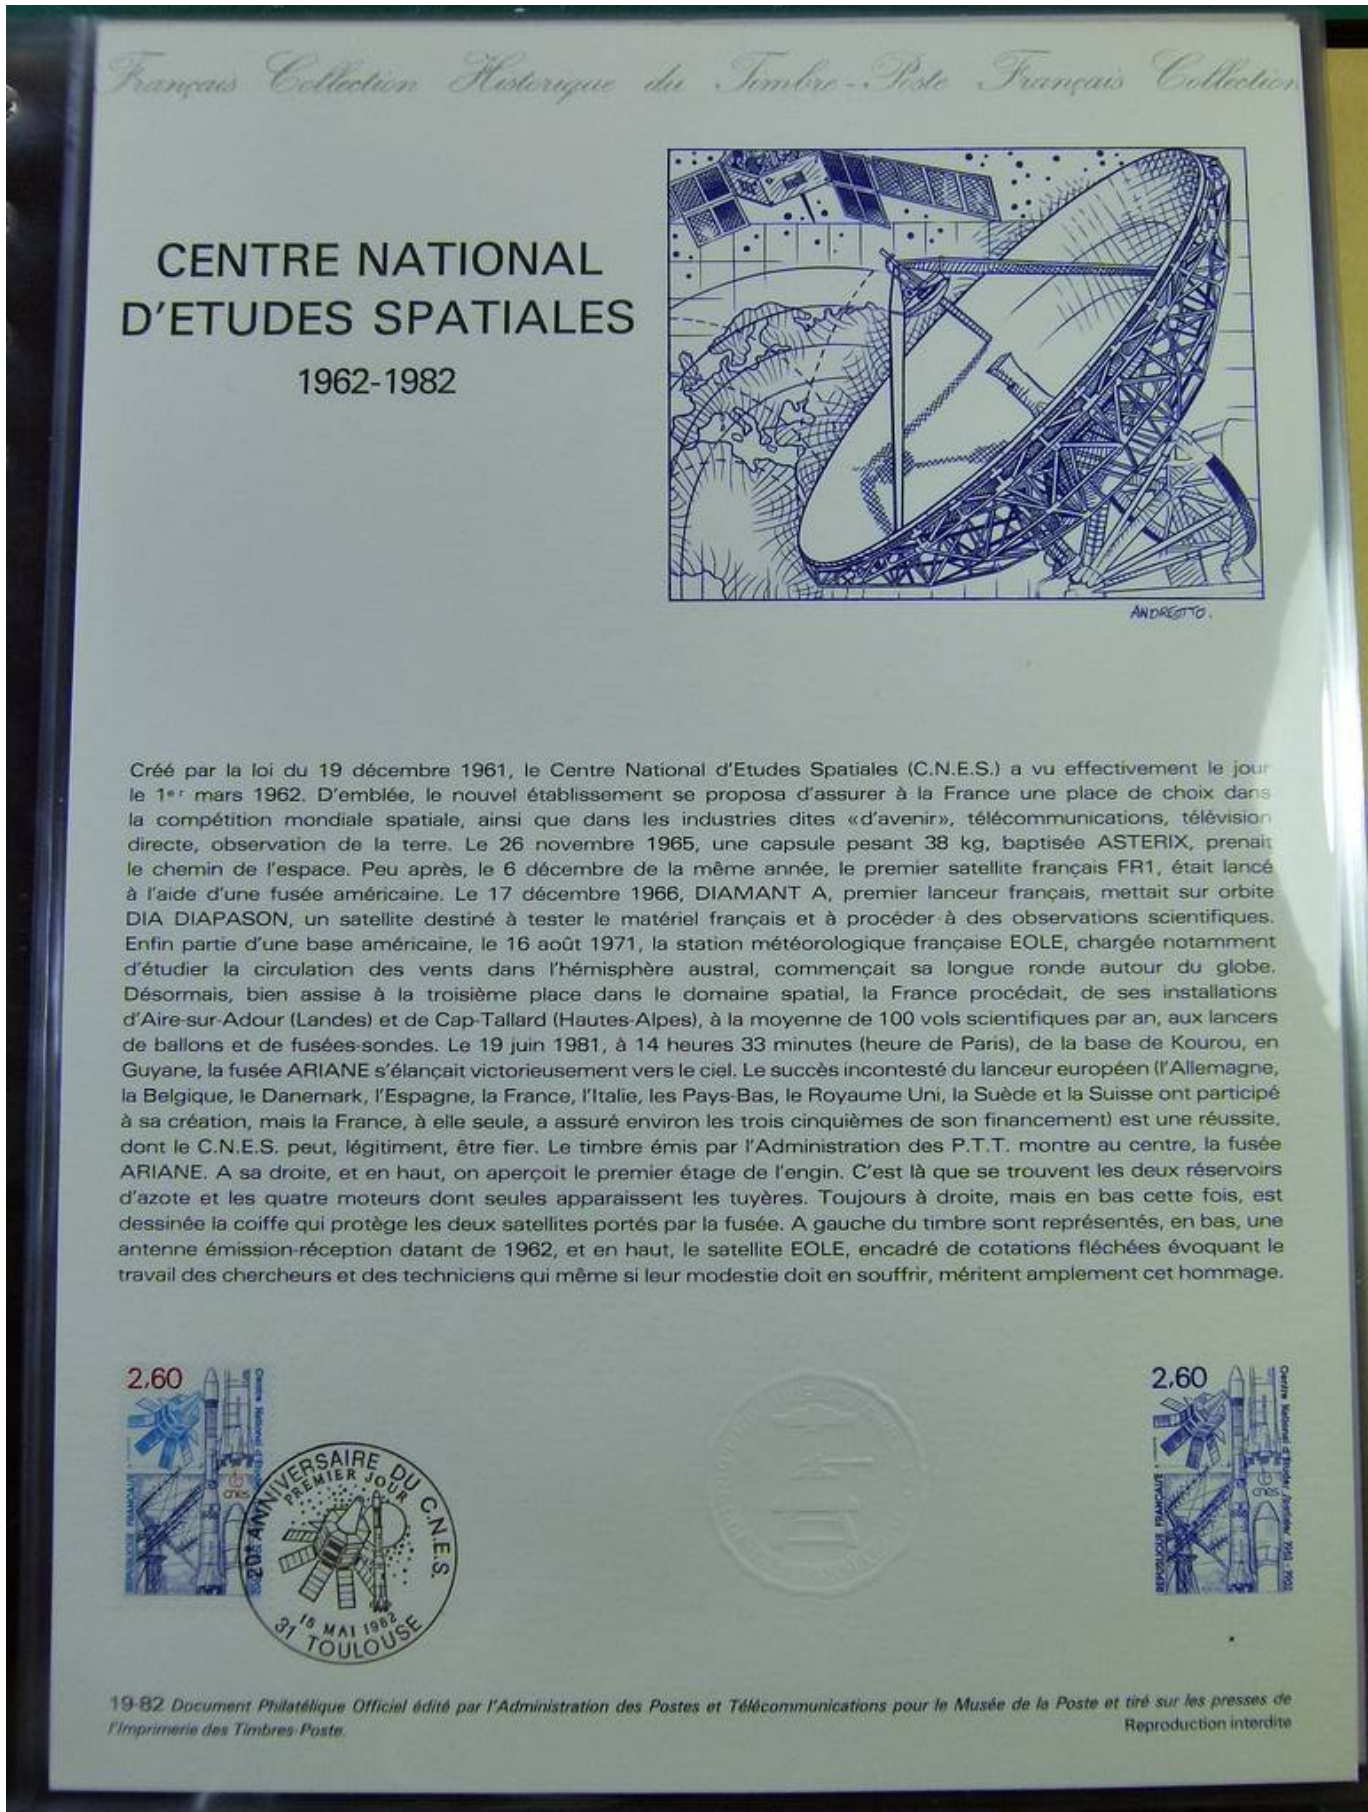 Français Collection Historique du Timbre-Poste Français Collection
CENTRE NATIONAL
D'ETUDES SPATIALES
1962-1982
ANDREOTTO.
Créé par la loi du 19 décembre 1961, le Centre National d'Etudes Spatiales (C.N.E.S.) a vu effectivement le jour
le 1er mars 1962. D'emblée, le nouvel établissement se proposa d'assurer à la France une place de choix dans
la compétition mondiale spatiale, ainsi que dans les industries dites «d'avenir», télécommunications, télévision
directe, observation de la terre. Le 26 novembre 1965, une capsule pesant 38 kg, baptisée ASTERIX, prenait
le chemin de l'espace. Peu après, le 6 décembre de la même année, le premier satellite français FR1, était lancé
à l'aide d'une fusée américaine. Le 17 décembre 1966, DIAMANT A, premier lanceur français, mettait sur orbite
DIA DIAPASON, un satellite destiné à tester le matériel français et à procéder à des observations scientifiques.
Enfin partie d'une base américaine, le 16 août 1971, la station météorologique française EOLE, chargée notamment
d'étudier la circulation des vents dans l'hémisphère austral, commençait sa longue ronde autour du globe.
Désormais, bien assise à la troisième place dans le domaine spatial, la France procédait, de ses installations
d'Aire-sur-Adour (Landes) et de Cap-Tallard (Hautes-Alpes), à la moyenne de 100 vols scientifiques par an, aux lancers
de ballons et de fusées-sondes. Le 19 juin 1981, à 14 heures 33 minutes (heure de Paris), de la base de Kourou, en
Guyane, la fusée ARIANE s'élançait victorieusement vers le ciel. Le succès incontesté du lanceur européen (l'Allemagne,
la Belgique, le Danemark, l'Espagne, la France, l'Italie, les Pays-Bas, le Royaume Uni, la Suède et la Suisse ont participé
à sa création, mais la France, à elle seule, a assuré environ les trois cinquièmes de son financement) est une réussite,
dont le C.N.E.S. peut, légitiment, être fier. Le timbre émis par l'Administration des P.T.T. montre au centre, la fusée
ARIANE. A sa droite, et en haut, on aperçoit le premier étage de l'engin. C'est là que se trouvent les deux réservoirs
d'azote et les quatre moteurs dont seules apparaissent les tuyères. Toujours à droite, mais en bas cette fois, est
dessinée la coiffe qui protège les deux satellites portés par la fusée. A gauche du timbre sont représentés, en bas, une
antenne émission-réception datant de 1962, et en haut, le satellite EOLE, encadré de cotations fléchées évoquant le
travail des chercheurs et des techniciens qui même si leur modestie doit en souffrir, méritent amplement cet hommage.
2,60
Centre National d'Etudes
cnes
REPUBLIQUE FRANÇAISE
20e ANNIVERSAIRE DU C.N.E.S.
PREMIER JOUR
MAI 1982
31 TOULOUSE
2,60
Centre National d'Etudes Spatiales 1962-1982
cnes
REPUBLIQUE FRANÇAISE
19-82 Document Philatélique Officiel édité par l'Administration des Postes et Télécommunications pour le Musée de la Poste et tiré sur les presses de
l'Imprimerie des Timbres-Poste.
Reproduction interdite